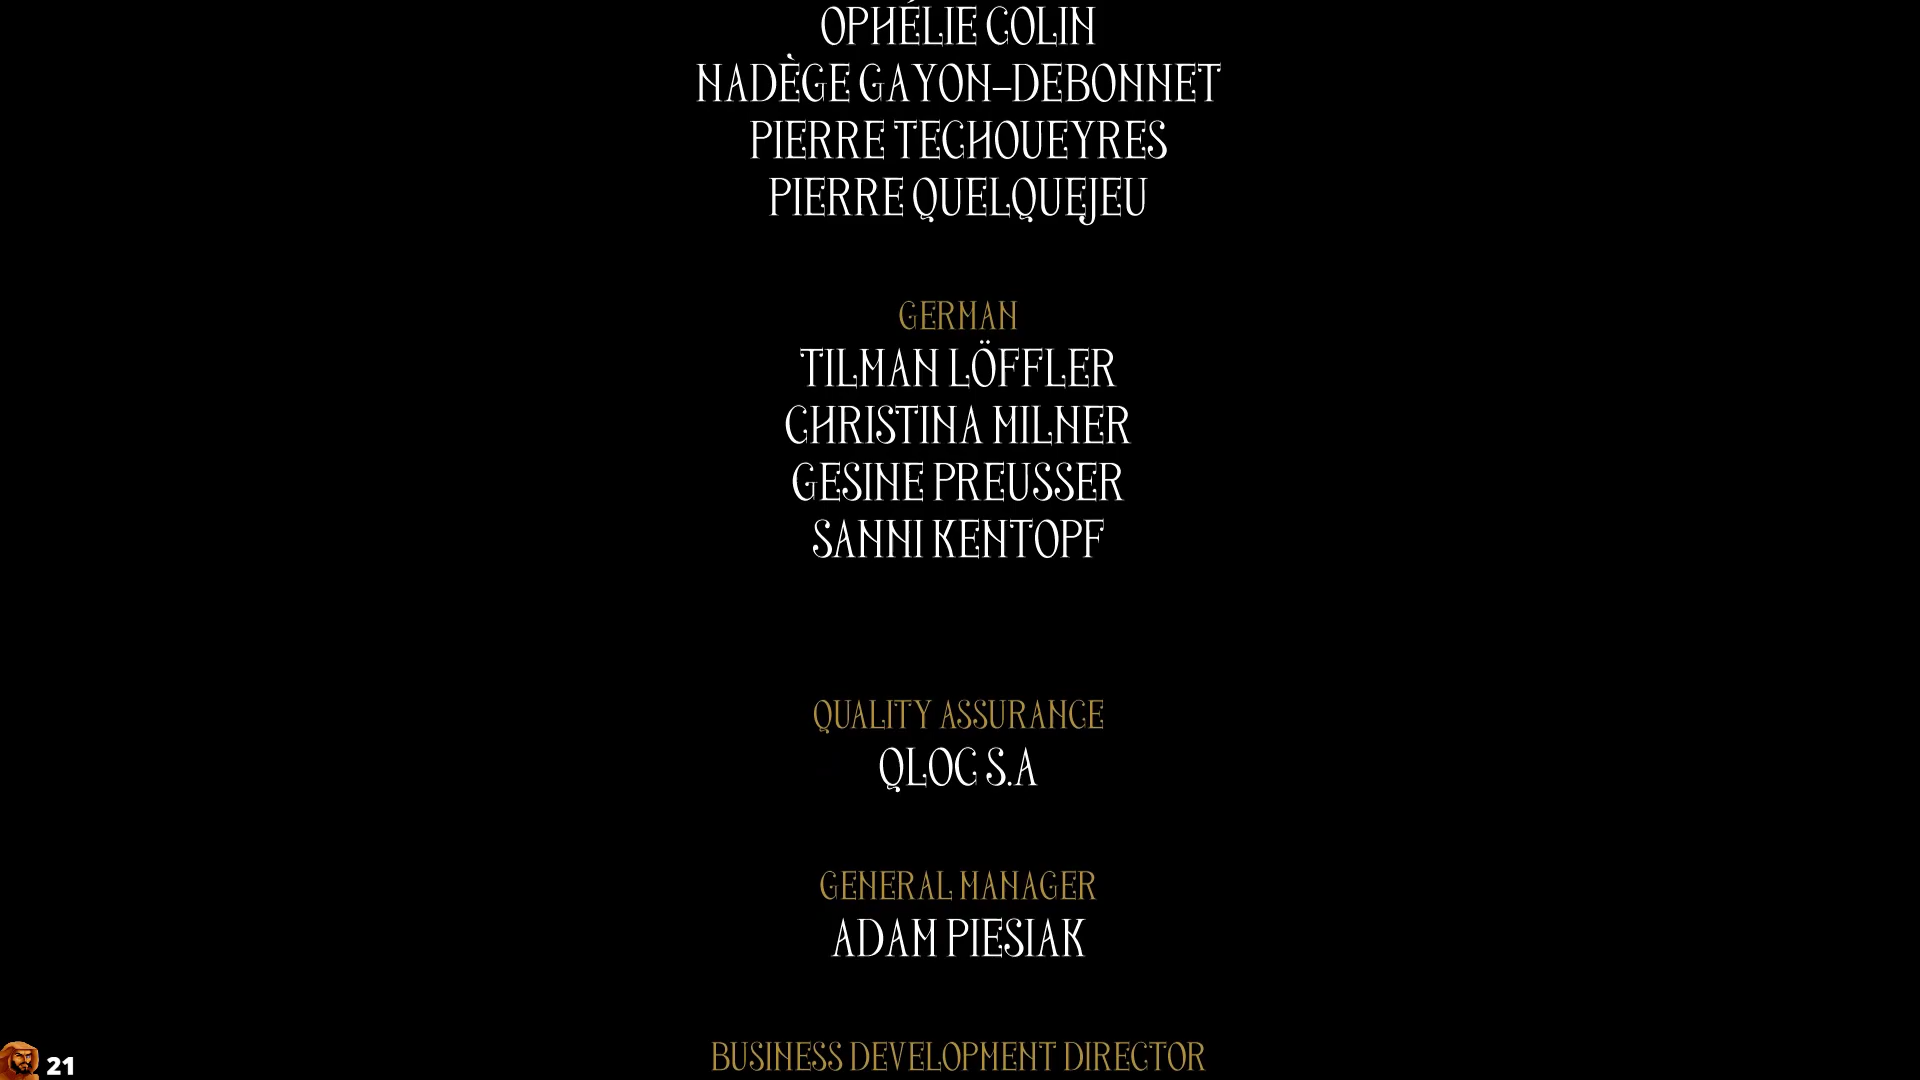 OPHÉLIE COLIN
NADÈGE GAYON-DEBONNET
PIERRE TECHOUEYRES
PIERRE QUELQUEJEU
GERMAN
TILMAN LÖFFLER
CHRISTINA MILNER
GESINE PREUSSER
SANNI KENTOPF
QUALITY ASSURANCE
QLOC S.A
GENERAL MANAGER
ADAM PIESIAK
BUSINESS DEVELOPMENT DIRECTOR
21